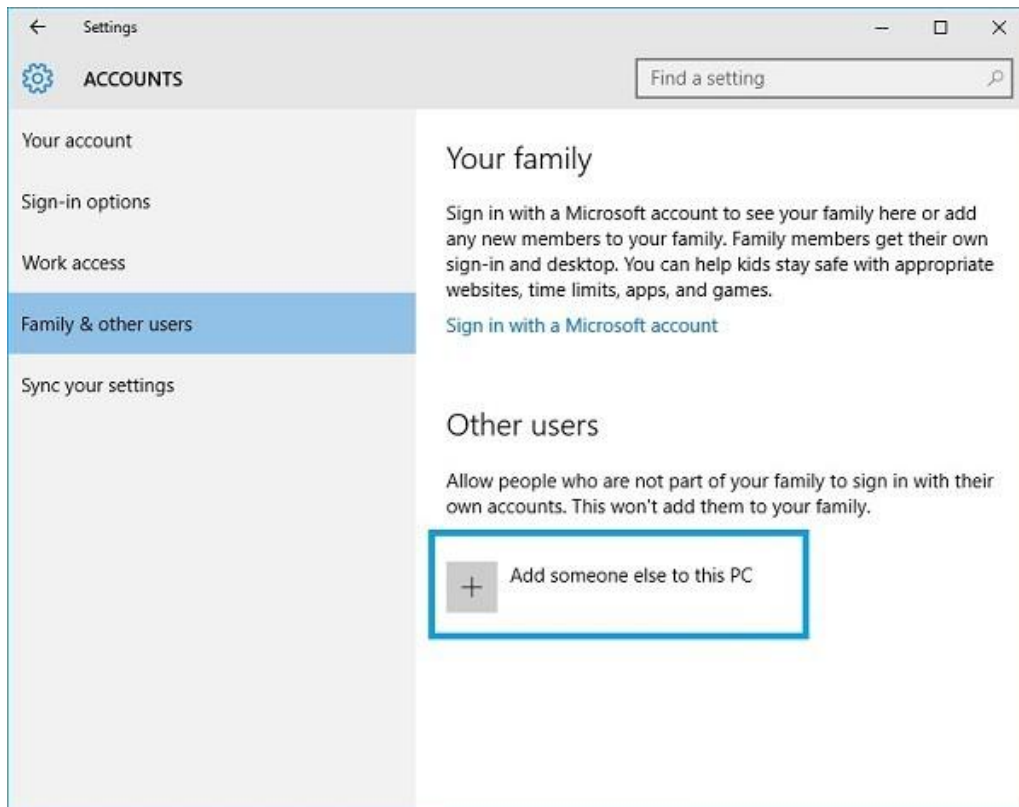 Settings
ACCOUNTS
Find a setting
Your account
Sign-in options
Work access
Family & other users
Sync your settings
Your family
Sign in with a Microsoft account to see your family here or add
any new members to your family. Family members get their own
sign-in and desktop. You can help kids stay safe with appropriate
websites, time limits, apps, and games.
Sign in with a Microsoft account
Other users
Allow people who are not part of your family to sign in with their
own accounts. This won't add them to your family.
Add someone else to this PC